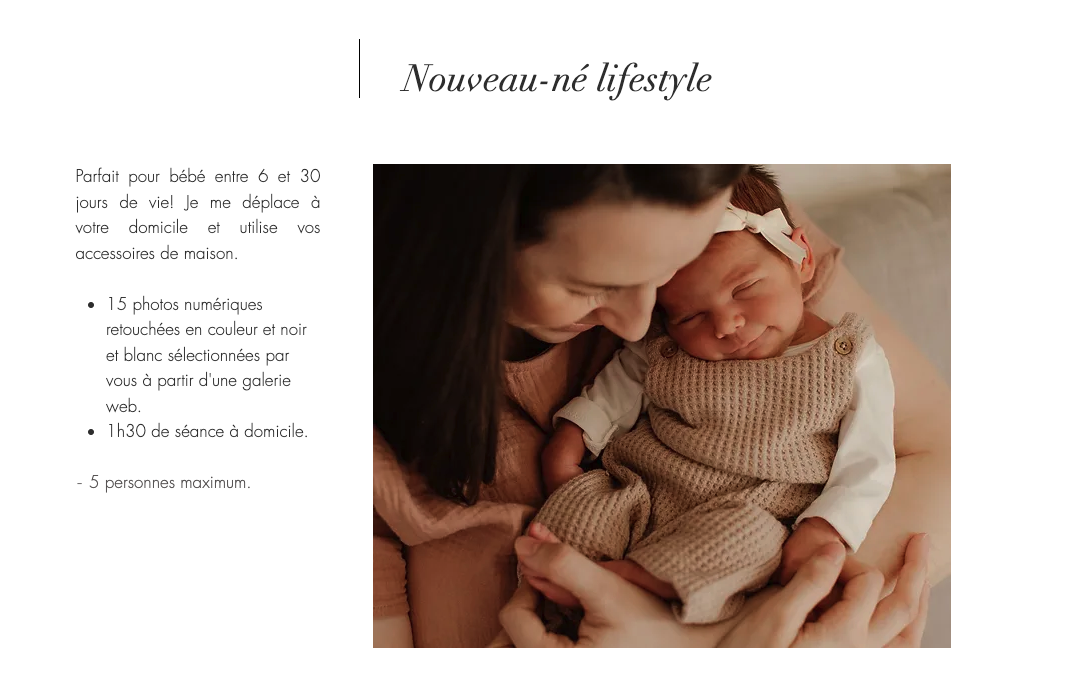 Nouveau-né lifestyle
Parfait pour bébé entre 6 et 30
jours de vie! Je me déplace à
votre domicile et utilise vos
accessoires de maison.
• 15 photos numériques
retouchées en couleur et noir
et blanc sélectionnées par
vous à partir d'une galerie
web.
• 1h30 de séance à domicile.
- 5 personnes maximum.